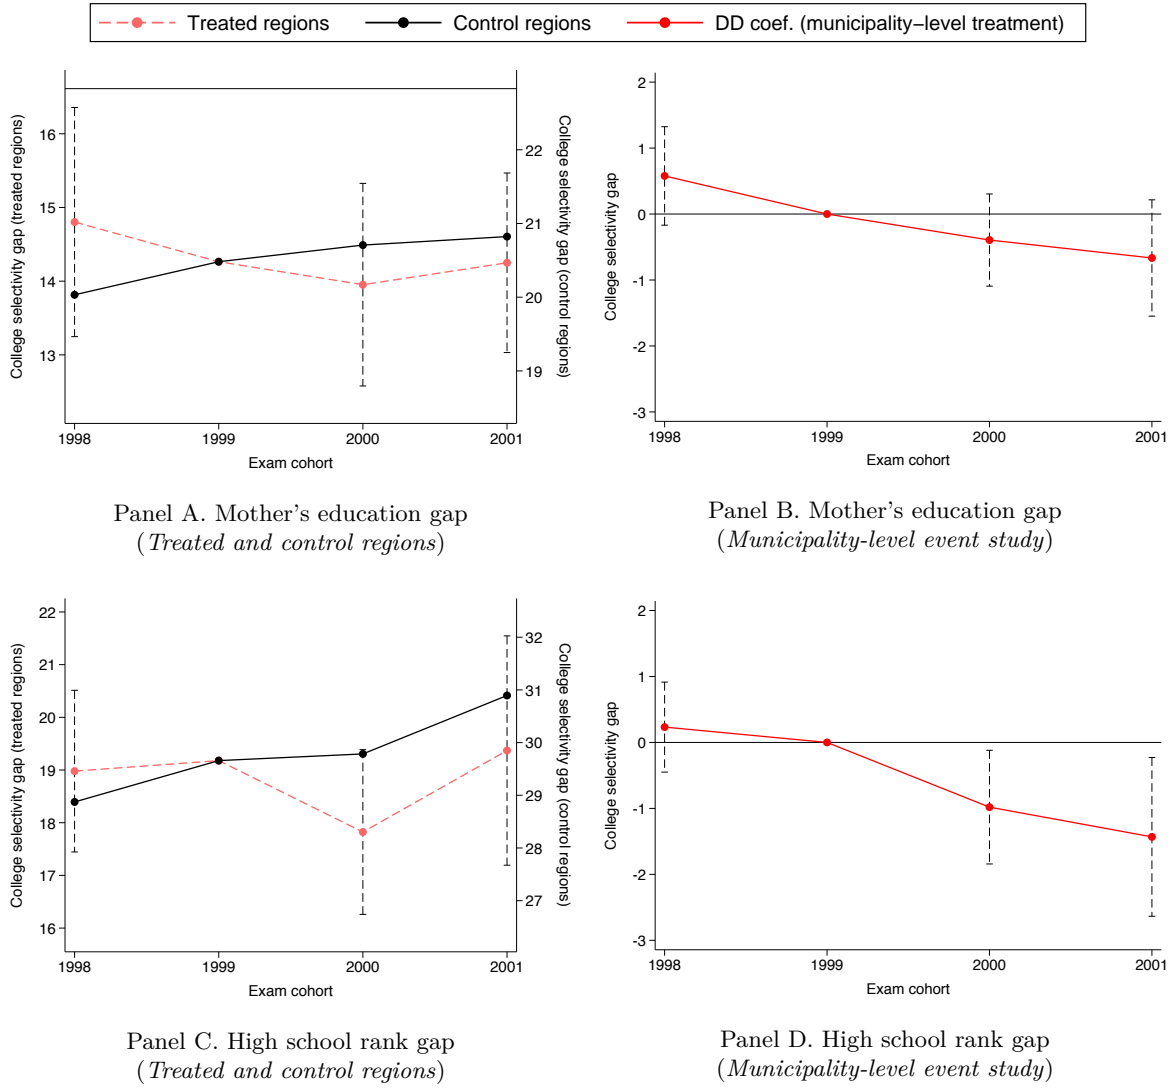 Treated regions Control regions DD coef. (municipality−level treatment)
College selectivity gap (treated regions)
16
15
14
13
College selectivity gap (control regions)
22
21
20
19
1998 1999 2000 2001
Exam cohort
Panel A. Mother's education gap
(Treated and control regions)
College selectivity gap
2
1
0
-1
-2
-3
1998 1999 2000 2001
Exam cohort
Panel B. Mother's education gap
(Municipality-level event study)
College selectivity gap (treated regions)
22
21
20
19
18
17
16
College selectivity gap (control regions)
32
31
30
29
28
27
1998 1999 2000 2001
Exam cohort
Panel C. High school rank gap
(Treated and control regions)
College selectivity gap
2
1
0
-1
-2
-3
1998 1999 2000 2001
Exam cohort
Panel D. High school rank gap
(Municipality-level event study)